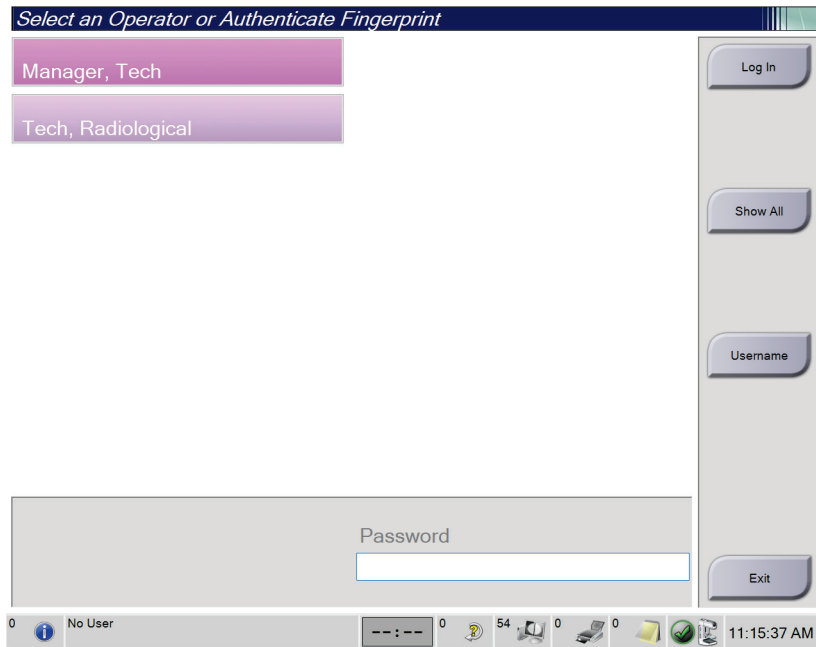 Select an Operator or Authenticate Fingerprint
Manager, Tech
Log In
Tech, Radiological
Show All
Username
Password
Exit
0 No User --:-- 0 54 0 0 11:15:37 AM